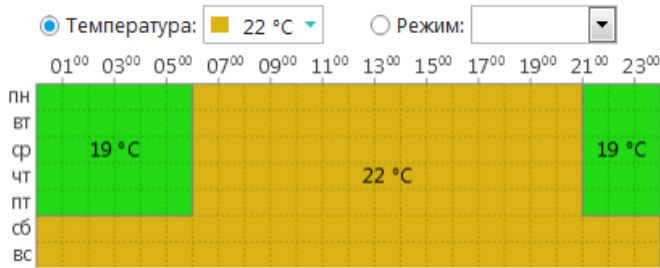 Температура: 22 °C Режим:
01⁰⁰ 03⁰⁰ 05⁰⁰ 07⁰⁰ 09⁰⁰ 11⁰⁰ 13⁰⁰ 15⁰⁰ 17⁰⁰ 19⁰⁰ 21⁰⁰ 23⁰⁰
пн
вт
ср 19 °C 19 °C
чт 22 °C
пт
сб
вс